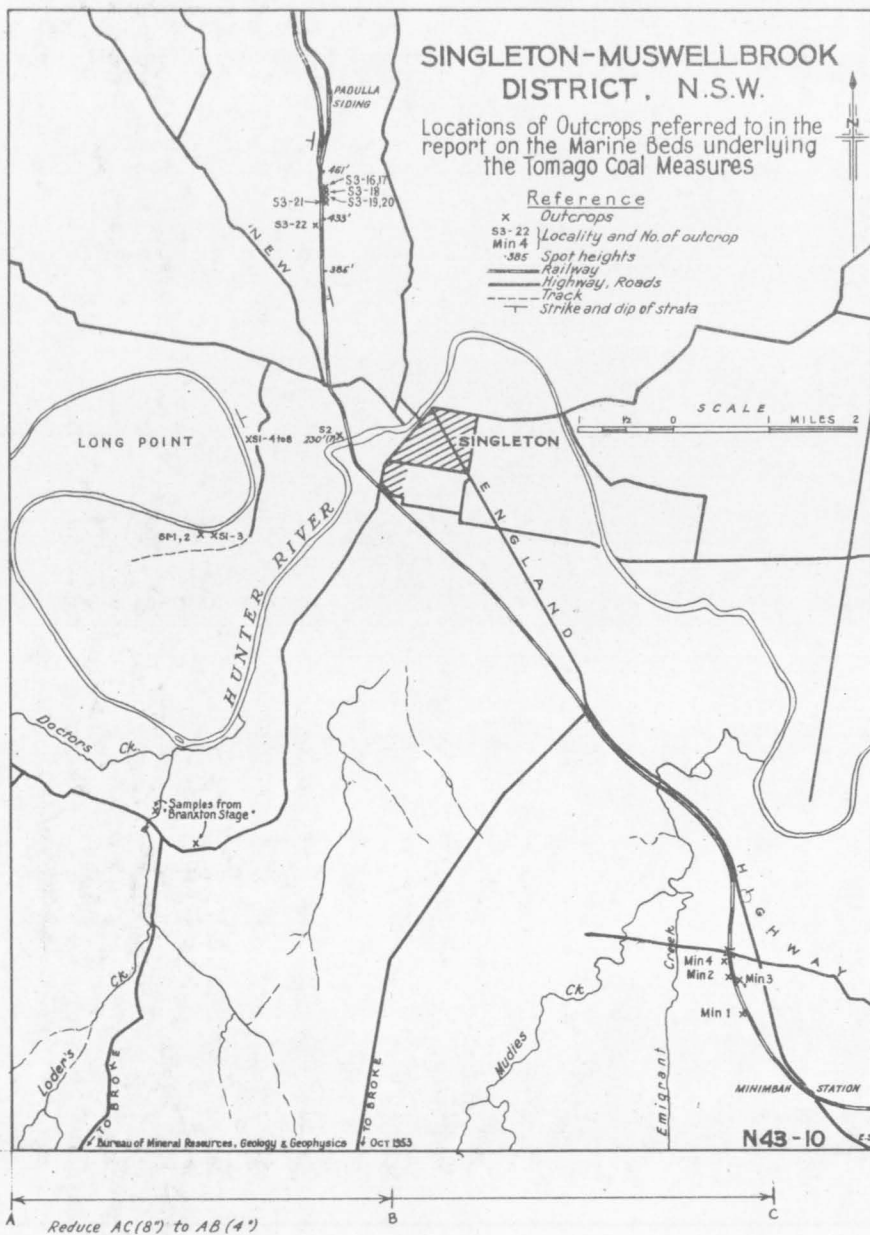 SINGLETON-MUSWELLBROOK
DISTRICT, N.S.W.
Locations of Outcrops referred to in the
report on the Marine Beds underlying
the Tomago Coal Measures
N
Reference
x Outcrops
S3-22
Min 4 } Locality and No. of outcrop
·385 Spot heights
Railway
Highway, Roads
Track
Strike and dip of strata
SCALE
1 1/2 0 1 MILES 2
PADULLA
SIDING
461'
S3-16,17
S3-18
S3-21
S3-19,20
433'
S3-22
385'
NEW
LONG POINT
XS1-4 to 8
S2
230'
SINGLETON
ENGLAND
x XS1-3
HUNTER RIVER
Doctors Ck.
Samples from
"Branxton Stage"
HIGHWAY
Min 4
Min 2
Min 3
Min 1
Creek
Ck.
Mudies
Emigrant
Ck.
Loder's
TO BROKE
TO BROKE
MINIMBAH STATION
Bureau of Mineral Resources, Geology & Geophysics
OCT 1953
N43-10
A B C
Reduce AC (8") to AB (4")